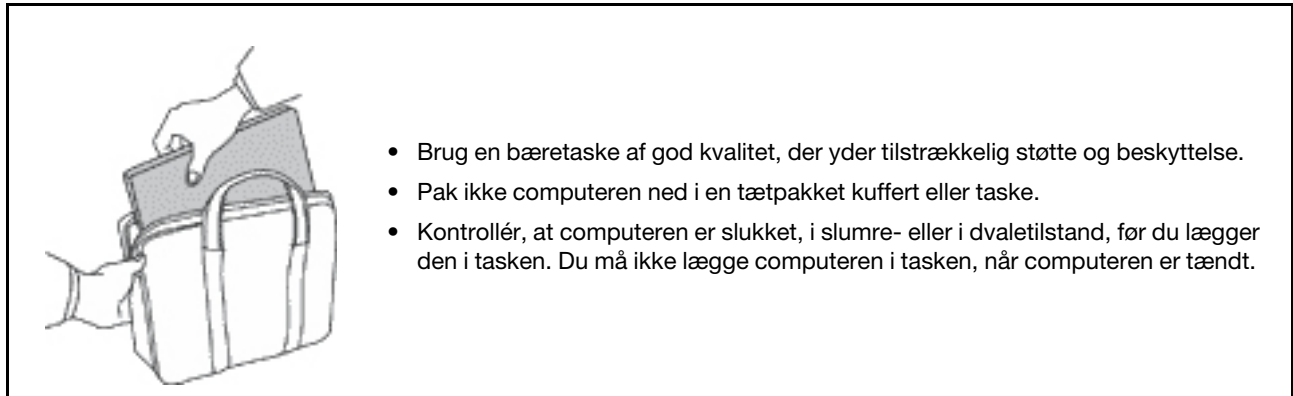 • Brug en bæretaske af god kvalitet, der yder tilstrækkelig støtte og beskyttelse.
• Pak ikke computeren ned i en tætpakket kuffert eller taske.
• Kontrollér, at computeren er slukket, i slumre- eller i dvaletilstand, før du lægger
den i tasken. Du må ikke lægge computeren i tasken, når computeren er tændt.